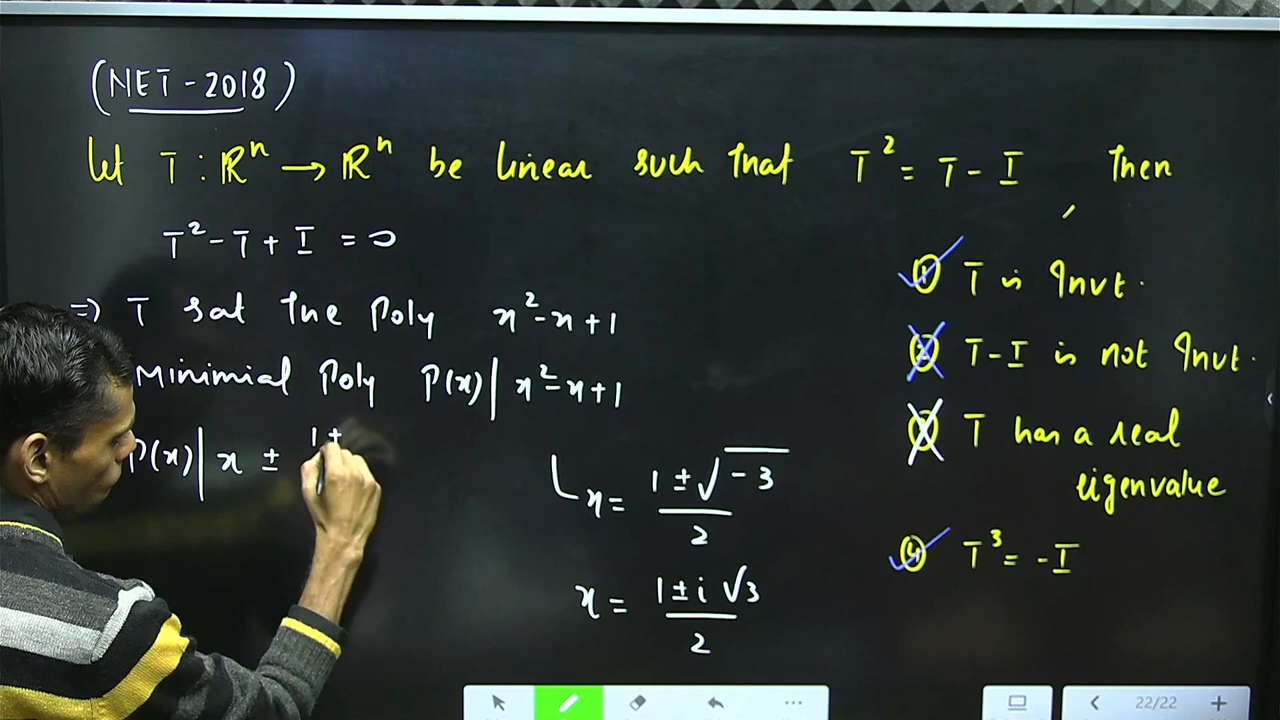 (NET - 2018)
Let T : ℝⁿ → ℝⁿ be linear such that T² = T - I Then
T² - T + I = 0
⇒ T sat the Poly x² - x + 1
Minimial Poly P(x) | x² - x + 1
P(x) | x ± 1 ±
x = (1 ± √-3) / 2
x = (1 ± i √3) / 2
① T is Invt.
② T - I is not Invt.
③ T has a real
eigenvalue
④ T³ = - I
22/22